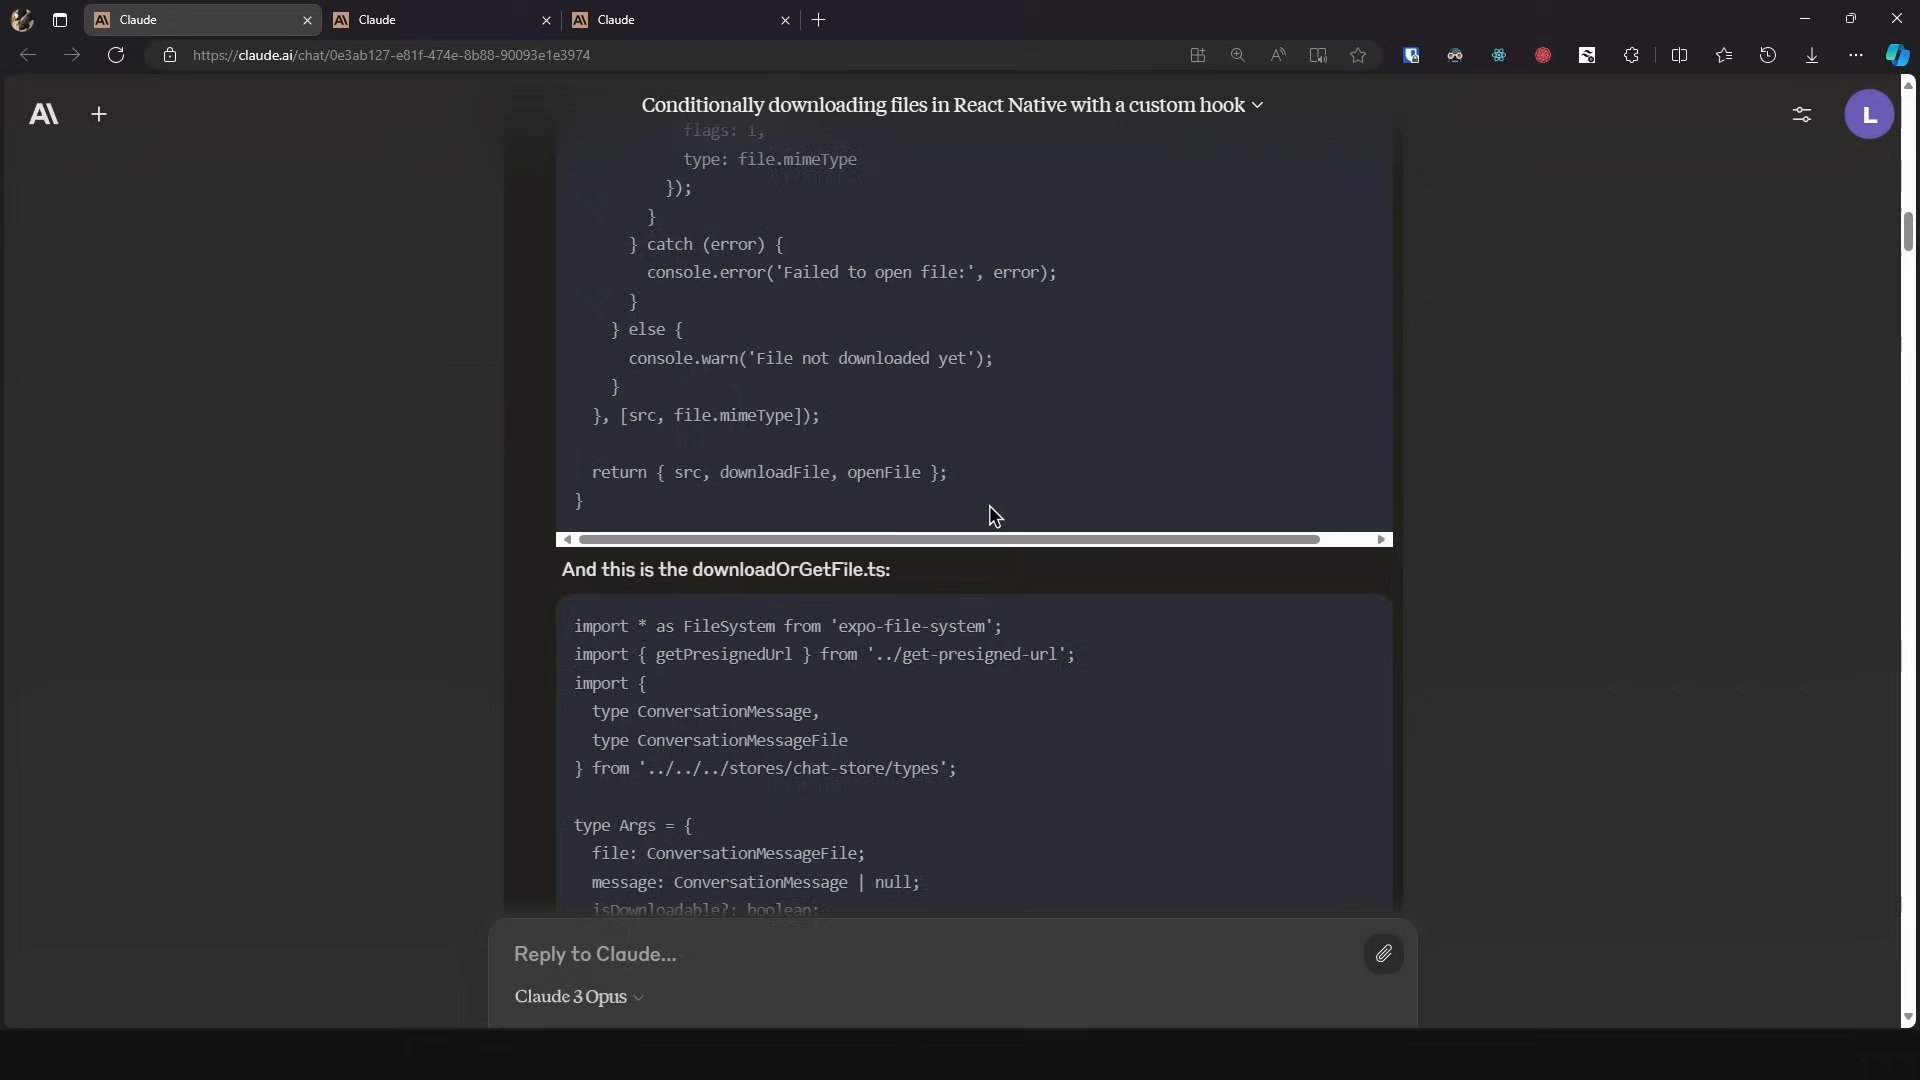 Claude
Claude
Claude
https://claude.ai/chat/0e3ab127-e81f-474e-8b88-90093e1e3974
Conditionally downloading files in React Native with a custom hook
L
flags: 1,
type: file.mimeType
});
}
} catch (error) {
console.error('Failed to open file:', error);
}
} else {
console.warn('File not downloaded yet');
}
}, [src, file.mimeType]);
return { src, downloadFile, openFile };
}
And this is the downloadOrGetFile.ts:
import * as FileSystem from 'expo-file-system';
import { getPresignedUrl } from '../get-presigned-url';
import {
type ConversationMessage,
type ConversationMessageFile
} from '../../../stores/chat-store/types';
type Args = {
file: ConversationMessageFile;
message: ConversationMessage | null;
isDownloadable?: boolean;
Reply to Claude...
Claude 3 Opus